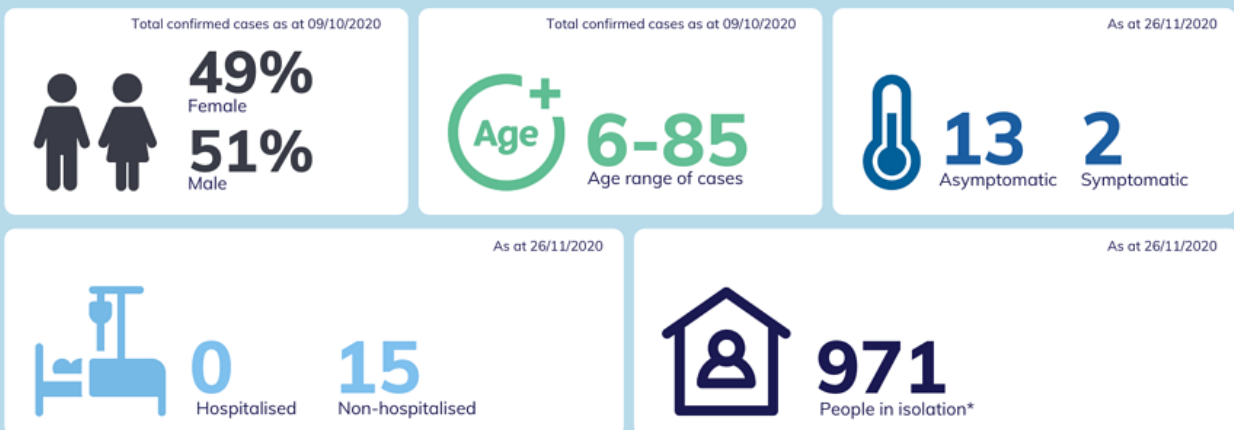 Total confirmed cases as at 09/10/2020
49%
Female
51%
Male
Total confirmed cases as at 09/10/2020
Age
6-85
Age range of cases
As at 26/11/2020
13 2
Asymptomatic Symptomatic
As at 26/11/2020
0 15
Hospitalised Non-hospitalised
As at 26/11/2020
971
People in isolation*